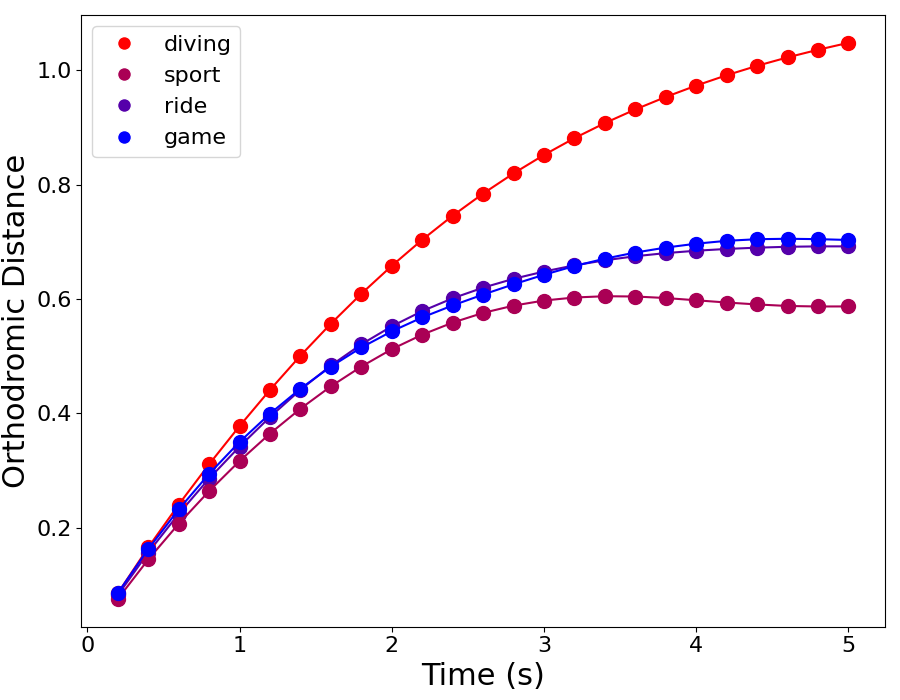 diving
sport
ride
game
Orthodromic Distance
1.0
0.8
0.6
0.4
0.2
0 1 2 3 4 5
Time (s)